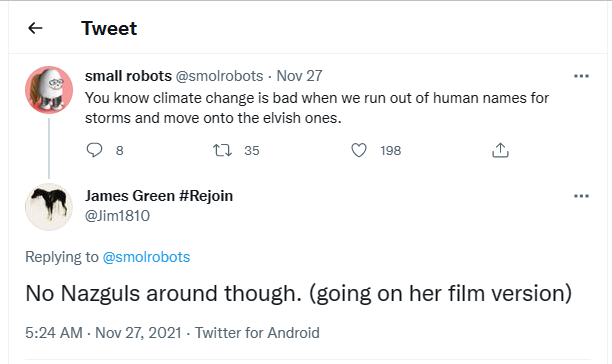 Tweet
small robots @smolrobots · Nov 27
You know climate change is bad when we run out of human names for
storms and move onto the elvish ones.
8 35 198
James Green #Rejoin
@Jim1810
Replying to @smolrobots
No Nazguls around though. (going on her film version)
5:24 AM · Nov 27, 2021 · Twitter for Android